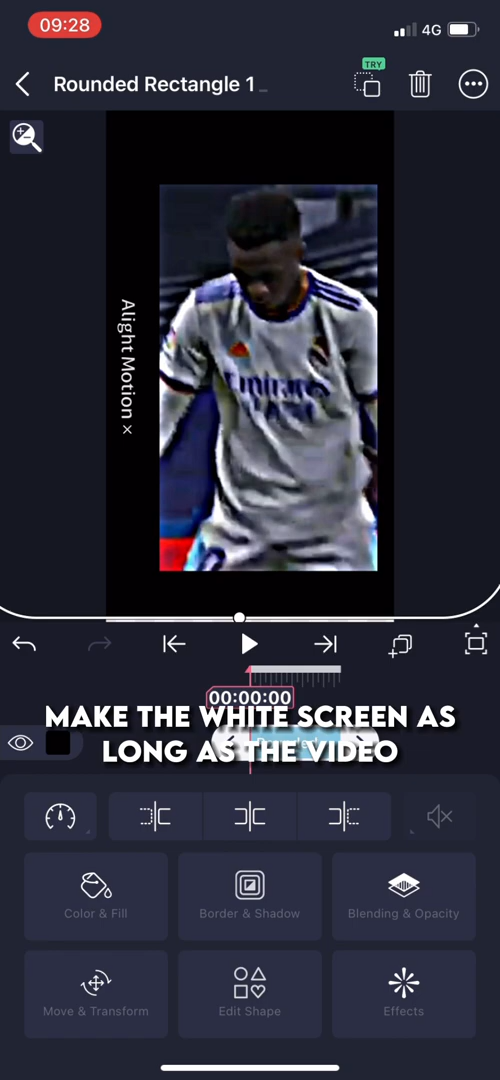 09:28
4G
TRY
Rounded Rectangle 1
Alight Motion ×
00:00:00
MAKE THE WHITE SCREEN AS
LONG AS THE VIDEO
Color & Fill
Border & Shadow
Blending & Opacity
Move & Transform
Edit Shape
Effects